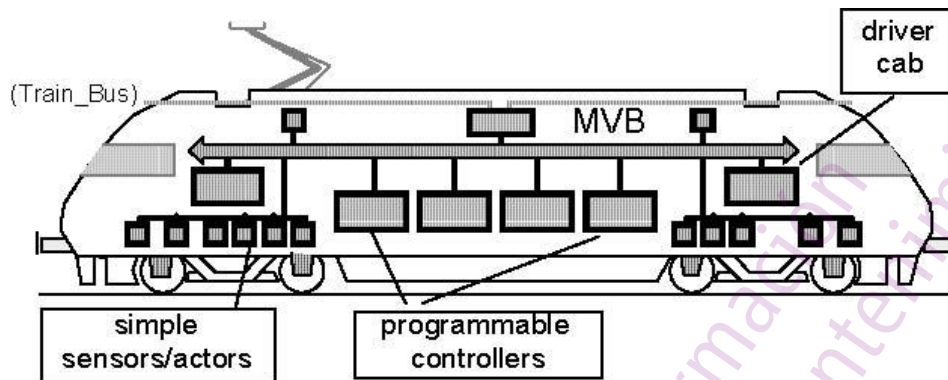 driver
cab
(Train_Bus)
MVB
simple
sensors/actors
programmable
controllers